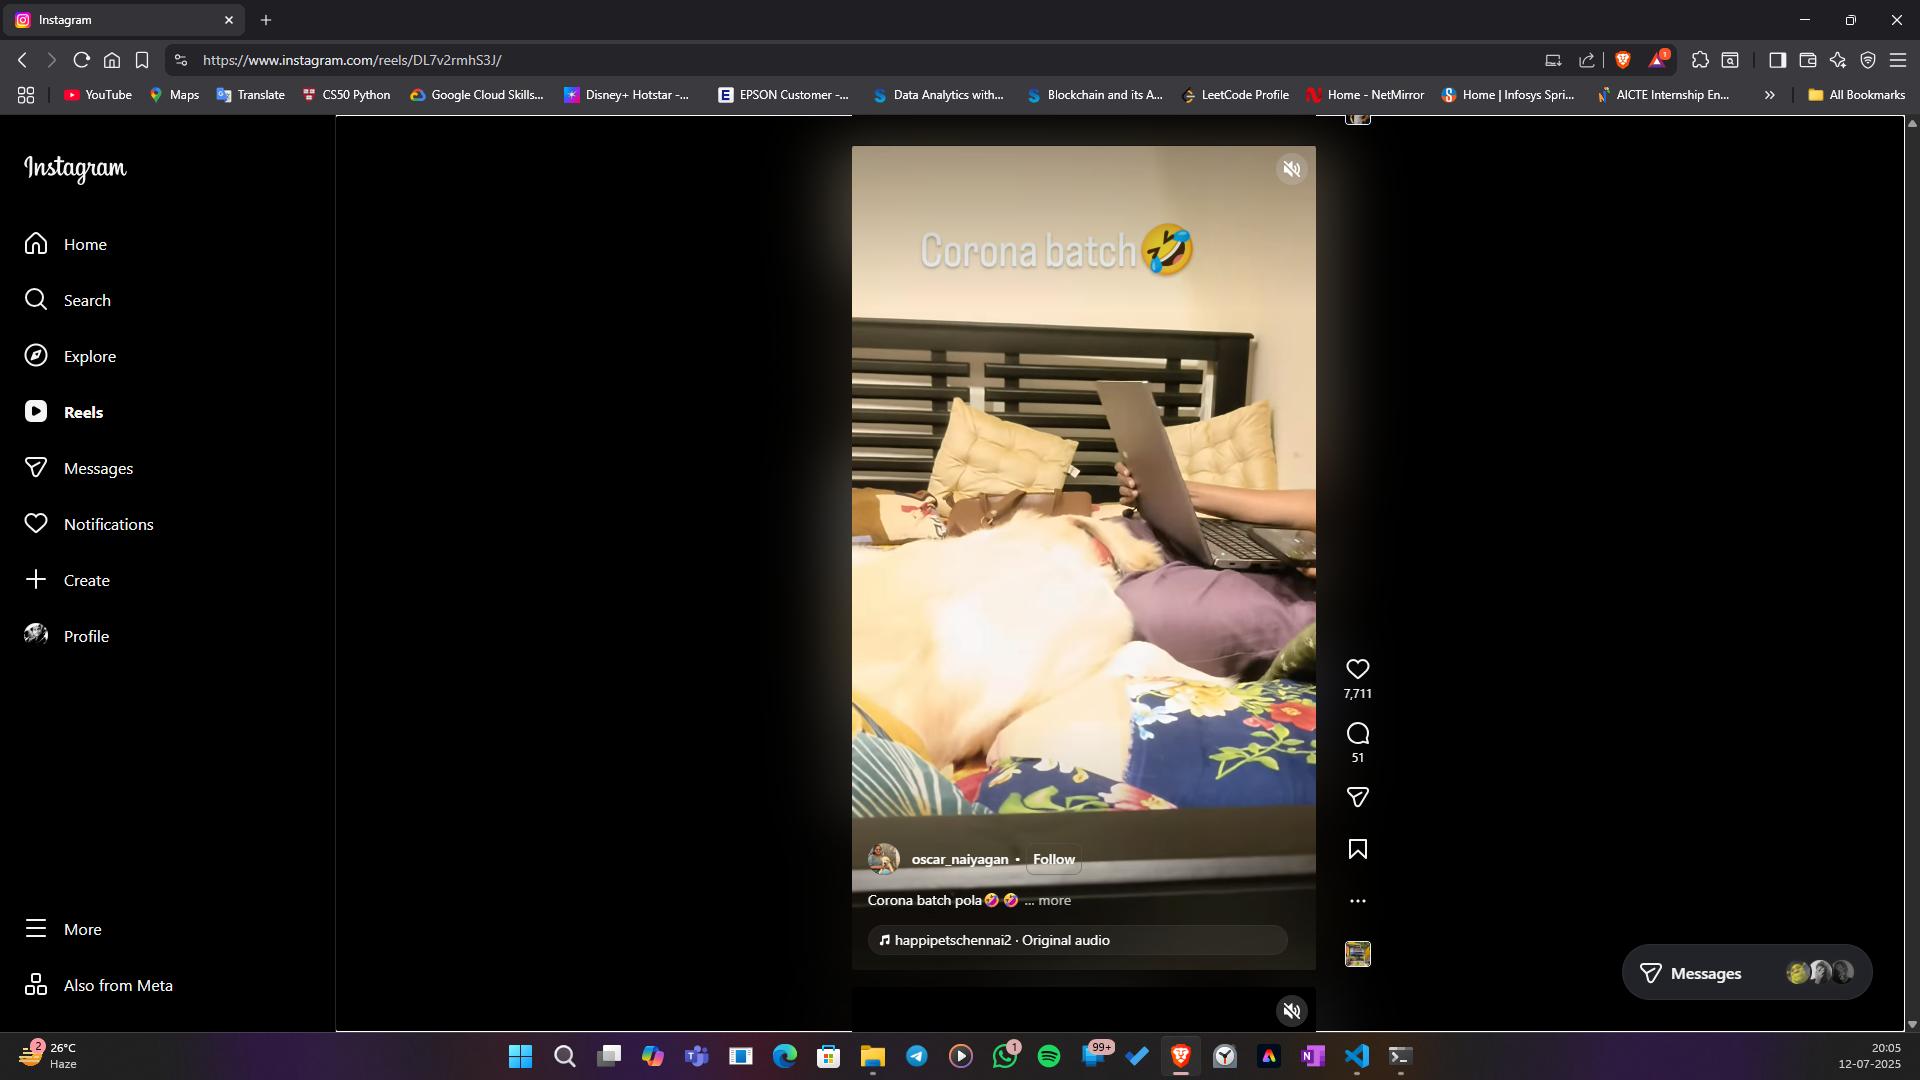 Instagram
https://www.instagram.com/reels/DL7v2rmhS3J/
1
YouTube
Maps
Translate
CS50 Python
Google Cloud Skills...
Disney+ Hotstar -...
EPSON Customer -...
Data Analytics with...
Blockchain and its A...
LeetCode Profile
Home - NetMirror
Home | Infosys Spri...
AICTE Internship En...
All Bookmarks
Instagram
Home
Search
Explore
Reels
Messages
Notifications
Create
Profile
More
Also from Meta
Corona batch🤣
7,711
51
oscar_naiyagan • Follow
Corona batch pola🤣🤣 ... more
happipetschennai2 · Original audio
Messages
2
26°C
Haze
1
99+
20:05
12-07-2025